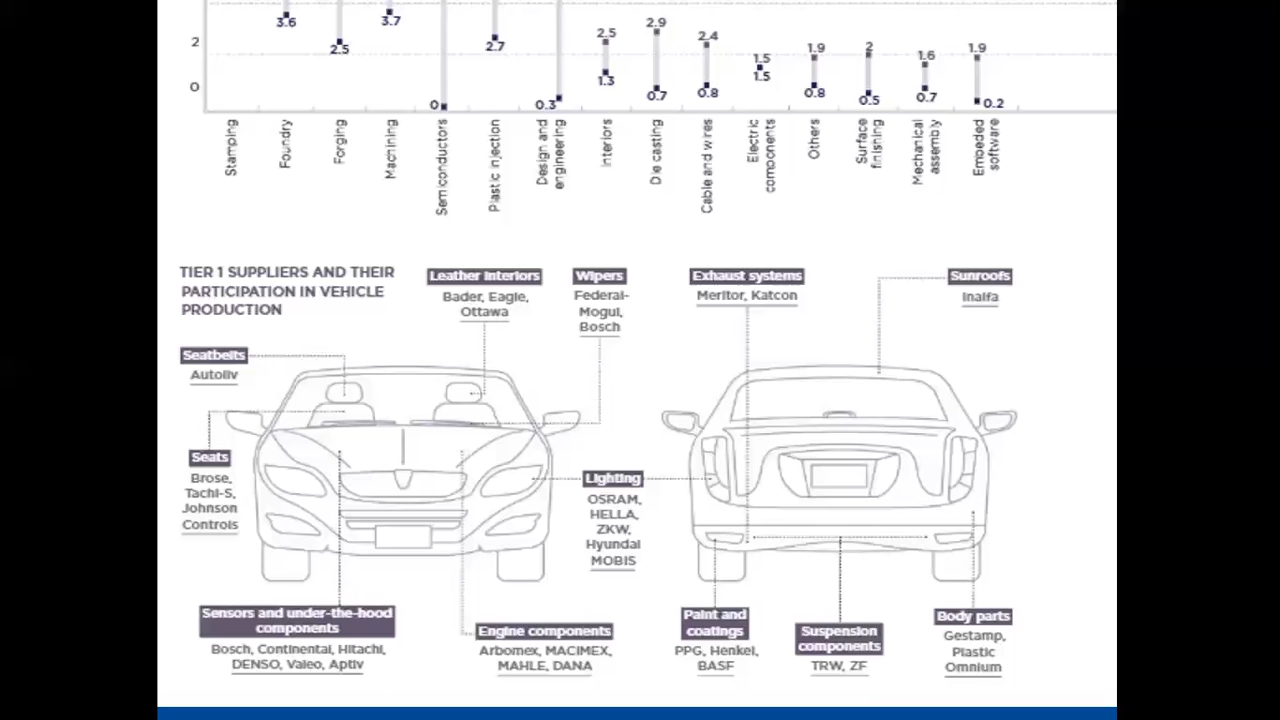 3.6
2.5
3.7
0
2.7
0.3
2.5
1.3
2.9
0.7
2.4
0.8
1.5
1.5
1.9
0.8
2
0.5
1.6
0.7
1.9
0.2
2
0
Stamping
Foundry
Forging
Machining
Semiconductors
Plastic injection
Design and
engineering
Interiors
Die casting
Cable and wires
Electric
components
Others
Surface
finishing
Mechanical
assembly
Embeded
software
TIER 1 SUPPLIERS AND THEIR
PARTICIPATION IN VEHICLE
PRODUCTION
Leather interiors
Bader, Eagle,
Ottawa
Wipers
Federal-
Mogul,
Bosch
Exhaust systems
Meritor, Katcon
Sunroofs
Inalfa
Seatbelts
Autoliv
Seats
Brose,
Tachi-S,
Johnson
Controls
Lighting
OSRAM,
HELLA,
ZKW,
Hyundai
MOBIS
Sensors and under-the-hood
components
Bosch, Continental, Hitachi,
DENSO, Valeo, Aptiv
Engine components
Arbomex, MACIMEX,
MAHLE, DANA
Paint and
coatings
PPG, Henkel,
BASF
Suspension
components
TRW, ZF
Body parts
Gestamp,
Plastic
Omnium